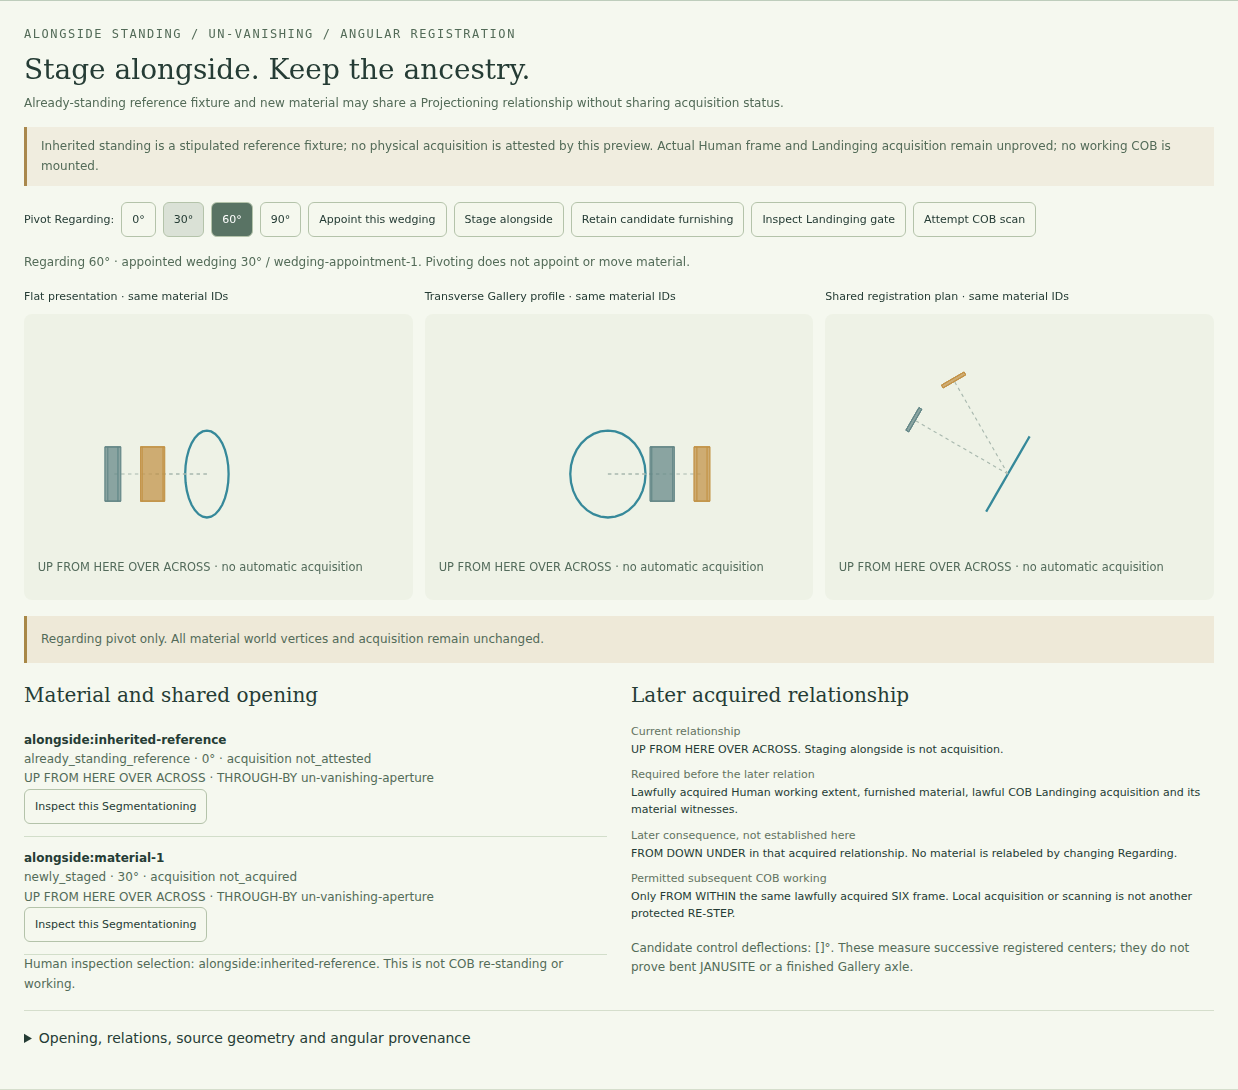 ALONGSIDE STANDING / UN-VANISHING / ANGULAR REGISTRATION
Stage alongside. Keep the ancestry.
Already-standing reference fixture and new material may share a Projectioning relationship without sharing acquisition status.
Inherited standing is a stipulated reference fixture; no physical acquisition is attested by this preview. Actual Human frame and Landinging acquisition remain unproved; no working COB is
mounted.
Pivot Regarding: 0° 30° 60° 90° Appoint this wedging Stage alongside Retain candidate furnishing Inspect Landinging gate Attempt COB scan
Regarding 60° · appointed wedging 30° / wedging-appointment-1. Pivoting does not appoint or move material.
Flat presentation · same material IDs
UP FROM HERE OVER ACROSS · no automatic acquisition
Transverse Gallery profile · same material IDs
UP FROM HERE OVER ACROSS · no automatic acquisition
Shared registration plan · same material IDs
UP FROM HERE OVER ACROSS · no automatic acquisition
Regarding pivot only. All material world vertices and acquisition remain unchanged.
Material and shared opening
alongside:inherited-reference
already_standing_reference · 0° · acquisition not_attested
UP FROM HERE OVER ACROSS · THROUGH-BY un-vanishing-aperture
Inspect this Segmentationing
alongside:material-1
newly_staged · 30° · acquisition not_acquired
UP FROM HERE OVER ACROSS · THROUGH-BY un-vanishing-aperture
Inspect this Segmentationing
Human inspection selection: alongside:inherited-reference. This is not COB re-standing or
working.
Later acquired relationship
Current relationship
UP FROM HERE OVER ACROSS. Staging alongside is not acquisition.
Required before the later relation
Lawfully acquired Human working extent, furnished material, lawful COB Landinging acquisition and its
material witnesses.
Later consequence, not established here
FROM DOWN UNDER in that acquired relationship. No material is relabeled by changing Regarding.
Permitted subsequent COB working
Only FROM WITHIN the same lawfully acquired SIX frame. Local acquisition or scanning is not another
protected RE-STEP.
Candidate control deflections: []°. These measure successive registered centers; they do not
prove bent JANUSITE or a finished Gallery axle.
Opening, relations, source geometry and angular provenance